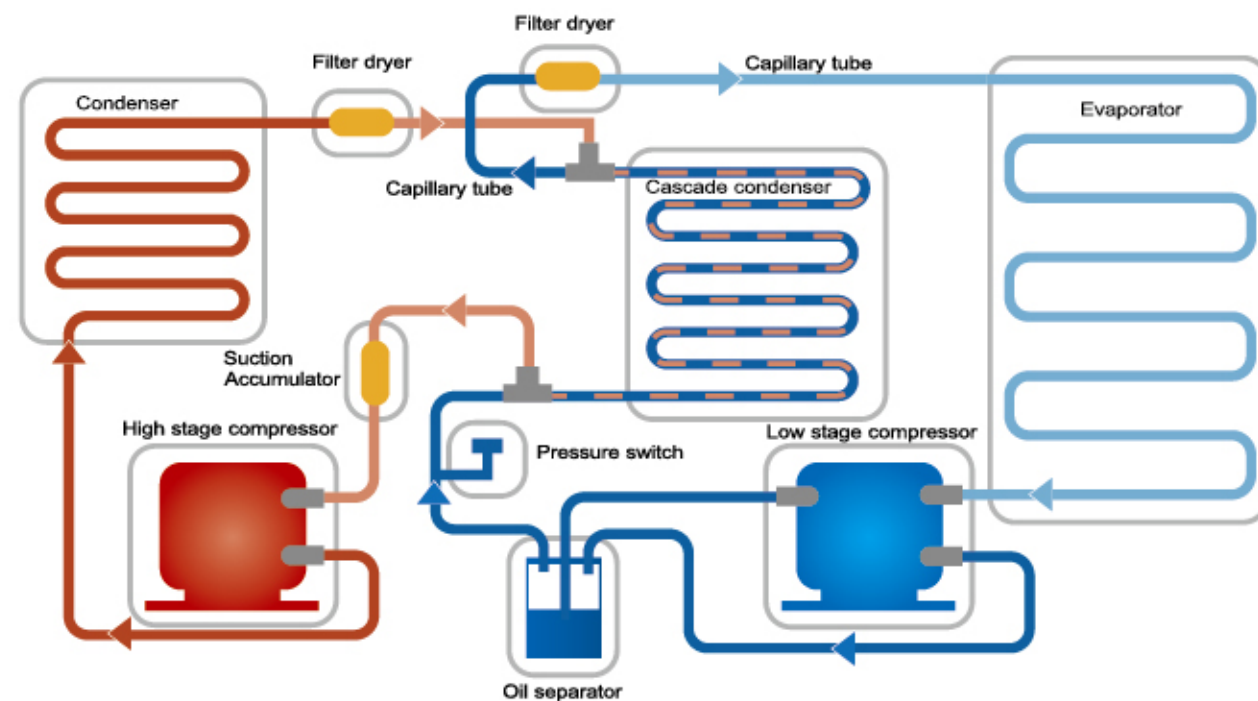 Filter dryer
Filter dryer
Capillary tube
Condenser
Evaporator
Capillary tube
Cascade condenser
Suction
Accumulator
High stage compressor
Low stage compressor
Pressure switch
Oil separator